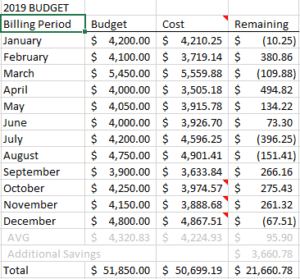 2019 BUDGET
Billing Period Budget Cost Remaining
January $ 4,200.00 $ 4,210.25 $ (10.25)
February $ 4,100.00 $ 3,719.14 $ 380.86
March $ 5,450.00 $ 5,559.88 $ (109.88)
April $ 4,000.00 $ 3,505.18 $ 494.82
May $ 4,050.00 $ 3,915.78 $ 134.22
June $ 4,000.00 $ 3,926.70 $ 73.30
July $ 4,200.00 $ 4,596.25 $ (396.25)
August $ 4,750.00 $ 4,901.41 $ (151.41)
September $ 3,900.00 $ 3,633.84 $ 266.16
October $ 4,250.00 $ 3,974.57 $ 275.43
November $ 4,150.00 $ 3,888.68 $ 261.32
December $ 4,800.00 $ 4,867.51 $ (67.51)
AVG $ 4,320.83 $ 4,224.93 $ 95.90
Additional Savings $ 3,660.78
Total $ 51,850.00 $ 50,699.19 $ 21,660.78